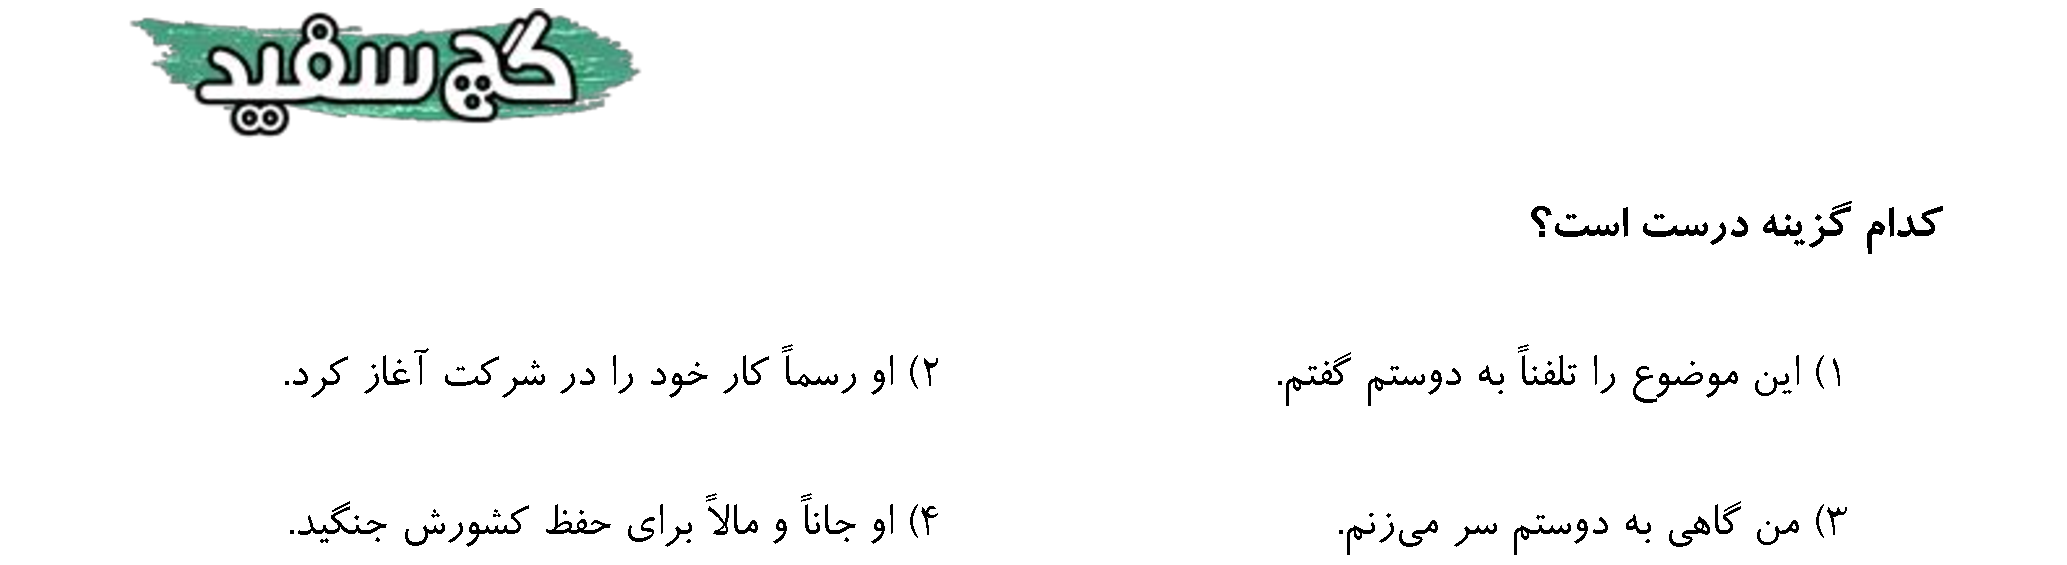 گچ سفید
کدام گزینه درست است؟
۱) این موضوع را تلفناً به دوستم گفتم.
۲) او رسماً کار خود را در شرکت آغاز کرد.
۳) من گاهی به دوستم سر می‌زنم.
۴) او جاناً و مالاً برای حفظ کشورش جنگید.